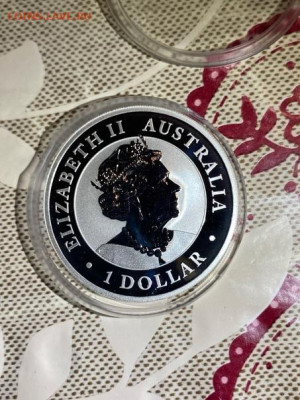 ELIZABETH II AUSTRALIA
• 1 DOLLAR •